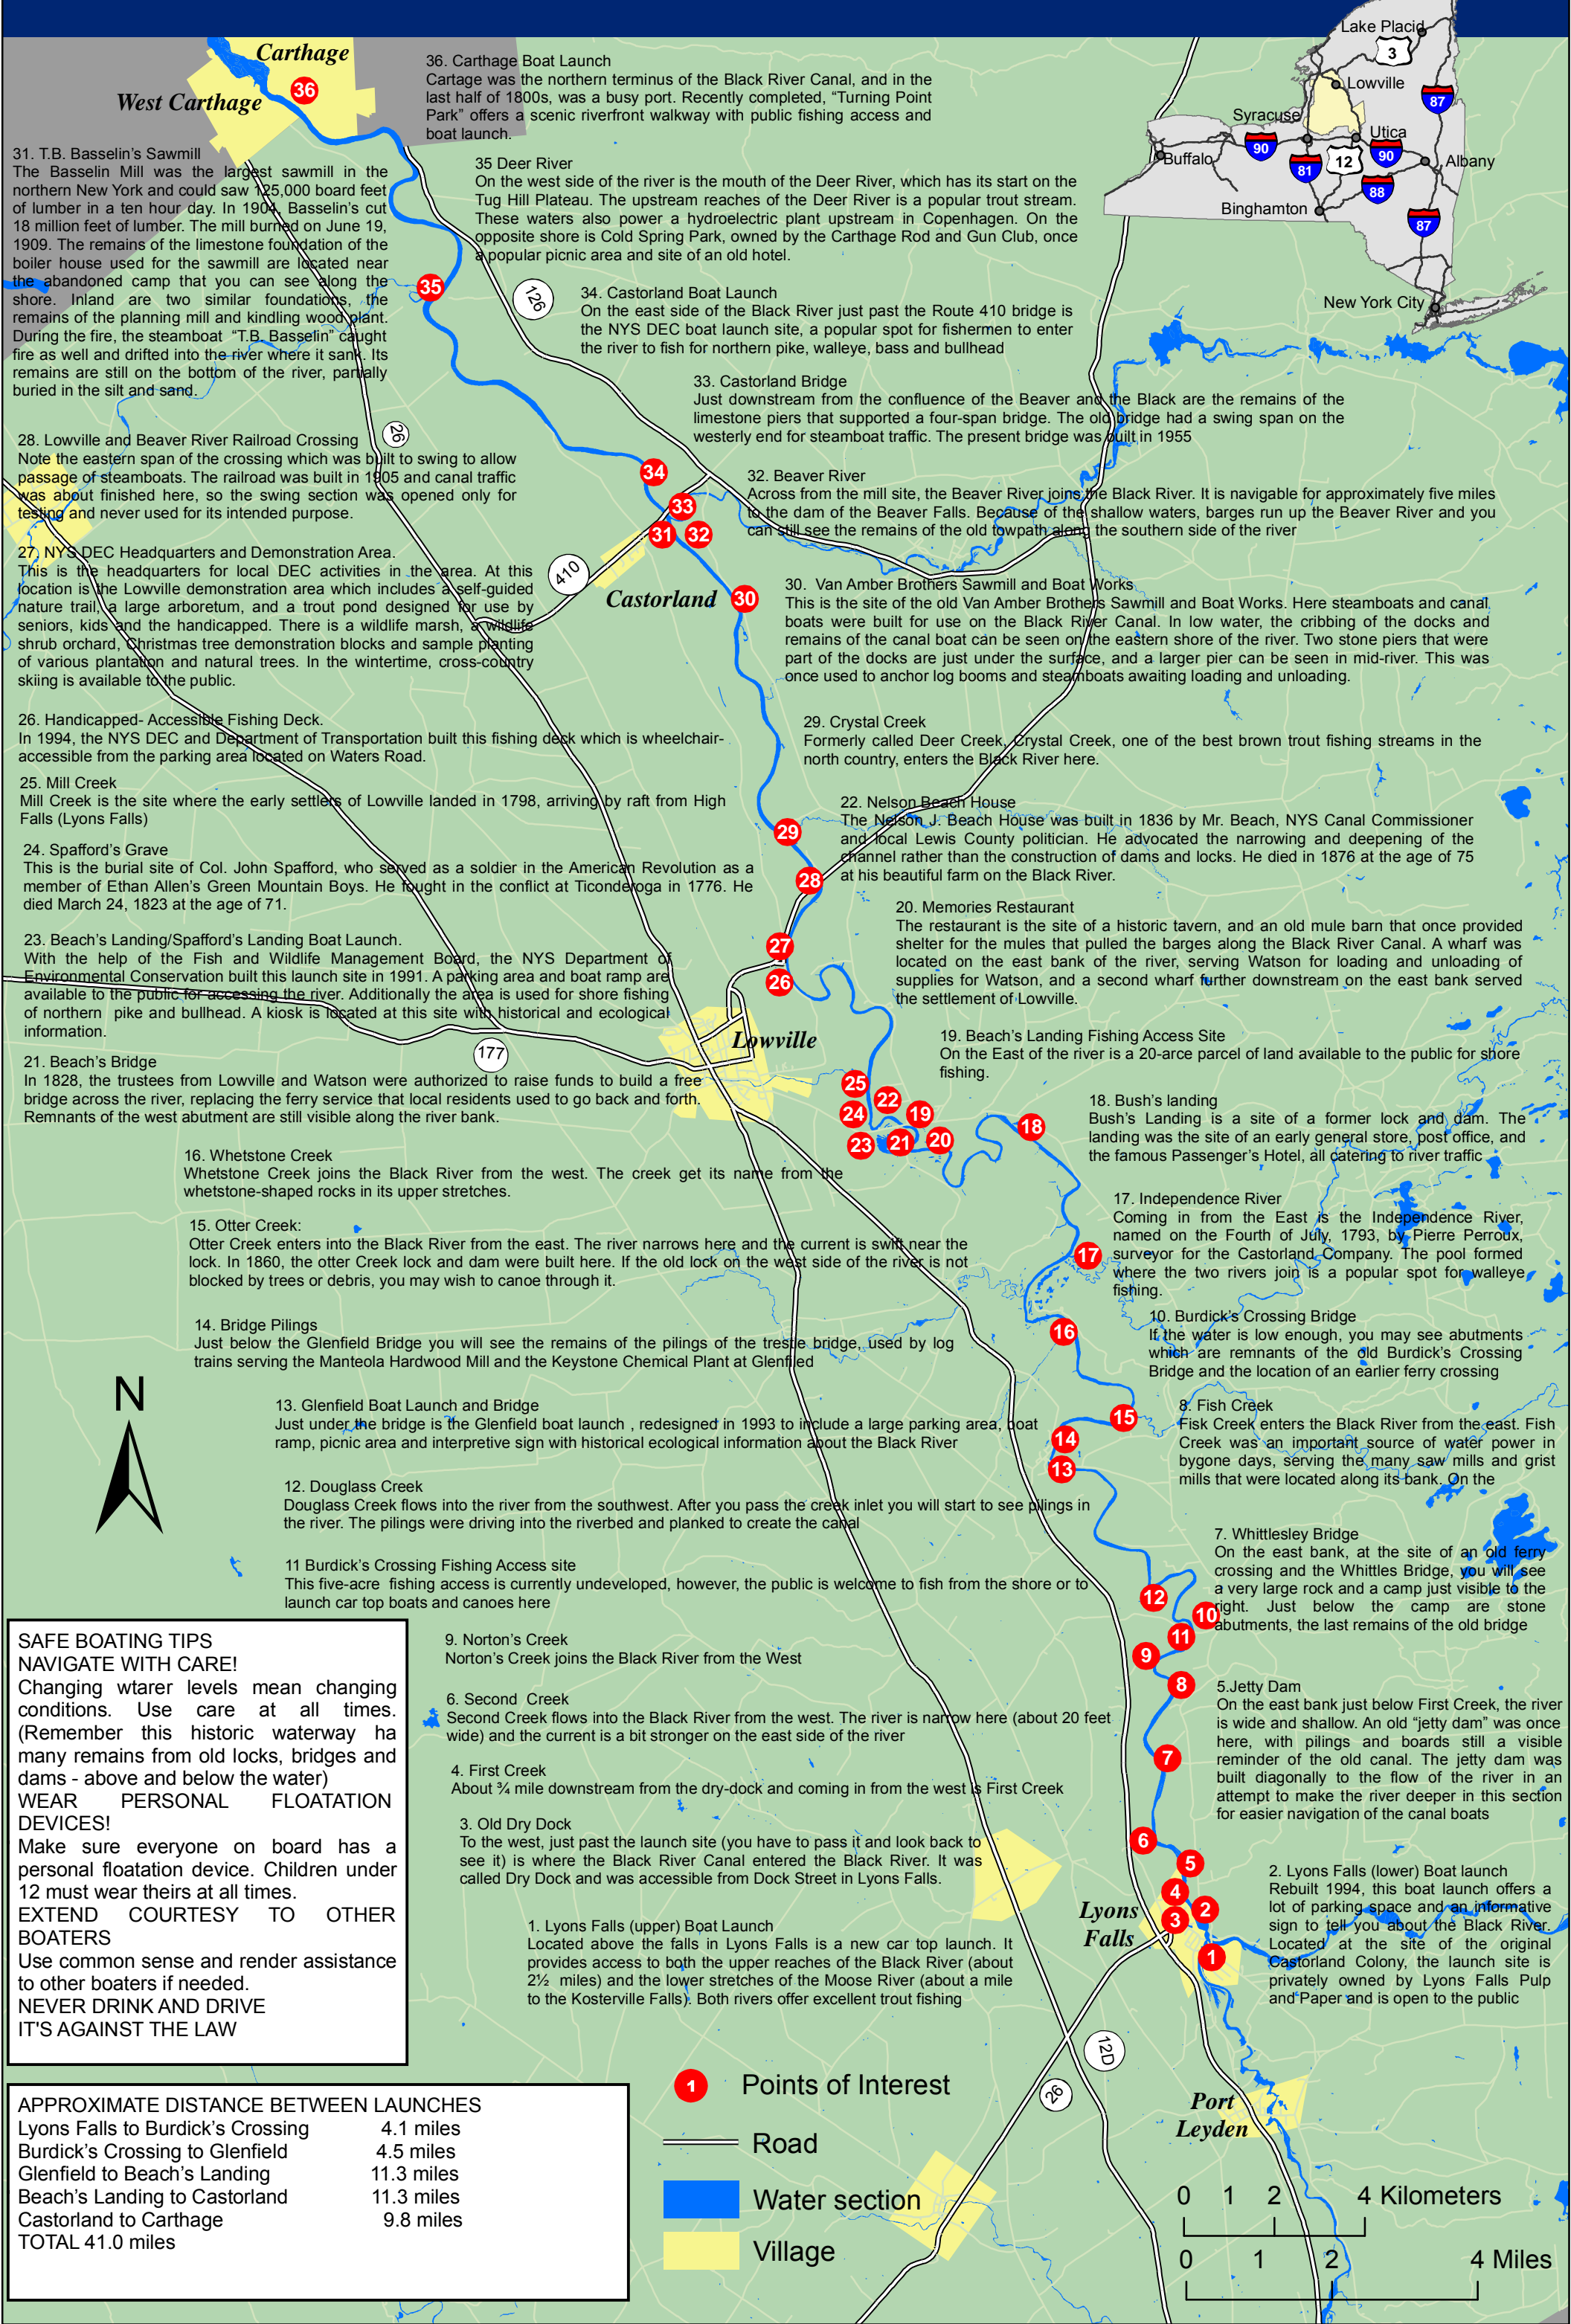 Carthage
West Carthage
36
36. Carthage Boat Launch
Cartage was the northern terminus of the Black River Canal, and in the
last half of 1800s, was a busy port. Recently completed, “Turning Point
Park” offers a scenic riverfront walkway with public fishing access and
boat launch.
Lake Placid
3
Lowville
87
Syracuse
Utica
90
90
81
12
Buffalo
Albany
88
Binghamton
87
New York City
31. T.B. Basselin’s Sawmill
The Basselin Mill was the largest sawmill in the
northern New York and could saw 125,000 board feet
of lumber in a ten hour day. In 1904, Basselin’s cut
18 million feet of lumber. The mill burned on June 19,
1909. The remains of the limestone foundation of the
boiler house used for the sawmill are located near
the abandoned camp that you can see along the
shore. Inland are two similar foundations, the
remains of the planning mill and kindling wood plant.
During the fire, the steamboat “T.B. Basselin” caught
fire as well and drifted into the river where it sank. Its
remains are still on the bottom of the river, partially
buried in the silt and sand.
35 Deer River
On the west side of the river is the mouth of the Deer River, which has its start on the
Tug Hill Plateau. The upstream reaches of the Deer River is a popular trout stream.
These waters also power a hydroelectric plant upstream in Copenhagen. On the
opposite shore is Cold Spring Park, owned by the Carthage Rod and Gun Club, once
a popular picnic area and site of an old hotel.
35
126
34. Castorland Boat Launch
On the east side of the Black River just past the Route 410 bridge is
the NYS DEC boat launch site, a popular spot for fishermen to enter
the river to fish for northern pike, walleye, bass and bullhead
33. Castorland Bridge
Just downstream from the confluence of the Beaver and the Black are the remains of the
limestone piers that supported a four-span bridge. The old bridge had a swing span on the
westerly end for steamboat traffic. The present bridge was built in 1955
26
28. Lowville and Beaver River Railroad Crossing
Note the eastern span of the crossing which was built to swing to allow
passage of steamboats. The railroad was built in 1905 and canal traffic
was about finished here, so the swing section was opened only for
testing and never used for its intended purpose.
34
33
31
32
32. Beaver River
Across from the mill site, the Beaver River joins the Black River. It is navigable for approximately five miles
to the dam of the Beaver Falls. Because of the shallow waters, barges run up the Beaver River and you
can still see the remains of the old towpath along the southern side of the river
27. NYS DEC Headquarters and Demonstration Area.
This is the headquarters for local DEC activities in the area. At this
location is the Lowville demonstration area which includes a self-guided
nature trail, a large arboretum, and a trout pond designed for use by
seniors, kids and the handicapped. There is a wildlife marsh, a wildlife
shrub orchard, Christmas tree demonstration blocks and sample planting
of various plantation and natural trees. In the wintertime, cross-country
skiing is available to the public.
410
Castorland
30
30. Van Amber Brothers Sawmill and Boat Works
This is the site of the old Van Amber Brothers Sawmill and Boat Works. Here steamboats and canal
boats were built for use on the Black River Canal. In low water, the cribbing of the docks and
remains of the canal boat can be seen on the eastern shore of the river. Two stone piers that were
part of the docks are just under the surface, and a larger pier can be seen in mid-river. This was
once used to anchor log booms and steamboats awaiting loading and unloading.
26. Handicapped- Accessible Fishing Deck.
In 1994, the NYS DEC and Department of Transportation built this fishing deck which is wheelchair-
accessible from the parking area located on Waters Road.
29. Crystal Creek
Formerly called Deer Creek, Crystal Creek, one of the best brown trout fishing streams in the
north country, enters the Black River here.
25. Mill Creek
Mill Creek is the site where the early settlers of Lowville landed in 1798, arriving by raft from High
Falls (Lyons Falls)
29
28
22. Nelson Beach House
The Nelson J. Beach House was built in 1836 by Mr. Beach, NYS Canal Commissioner
and local Lewis County politician. He advocated the narrowing and deepening of the
channel rather than the construction of dams and locks. He died in 1876 at the age of 75
at his beautiful farm on the Black River.
24. Spafford’s Grave
This is the burial site of Col. John Spafford, who served as a soldier in the American Revolution as a
member of Ethan Allen’s Green Mountain Boys. He fought in the conflict at Ticonderoga in 1776. He
died March 24, 1823 at the age of 71.
27
26
20. Memories Restaurant
The restaurant is the site of a historic tavern, and an old mule barn that once provided
shelter for the mules that pulled the barges along the Black River Canal. A wharf was
located on the east bank of the river, serving Watson for loading and unloading of
supplies for Watson, and a second wharf further downstream on the east bank served
the settlement of Lowville.
23. Beach’s Landing/Spafford’s Landing Boat Launch.
With the help of the Fish and Wildlife Management Board, the NYS Department of
Environmental Conservation built this launch site in 1991. A parking area and boat ramp are
available to the public for accessing the river. Additionally the area is used for shore fishing
of northern pike and bullhead. A kiosk is located at this site with historical and ecological
information.
Lowville
177
19. Beach’s Landing Fishing Access Site
On the East of the river is a 20-arce parcel of land available to the public for shore
fishing.
21. Beach’s Bridge
In 1828, the trustees from Lowville and Watson were authorized to raise funds to build a free
bridge across the river, replacing the ferry service that local residents used to go back and forth.
Remnants of the west abutment are still visible along the river bank.
25
22
24
19
23
21
20
18
18. Bush’s landing
Bush’s Landing is a site of a former lock and dam. The
landing was the site of an early general store, post office, and
the famous Passenger’s Hotel, all catering to river traffic
16. Whetstone Creek
Whetstone Creek joins the Black River from the west. The creek get its name from the
whetstone-shaped rocks in its upper stretches.
17. Independence River
Coming in from the East is the Independence River,
named on the Fourth of July, 1793, by Pierre Perroux,
surveyor for the Castorland Company. The pool formed
where the two rivers join is a popular spot for walleye
fishing.
17
15. Otter Creek:
Otter Creek enters into the Black River from the east. The river narrows here and the current is swift near the
lock. In 1860, the otter Creek lock and dam were built here. If the old lock on the west side of the river is not
blocked by trees or debris, you may wish to canoe through it.
16
10. Burdick’s Crossing Bridge
If the water is low enough, you may see abutments
which are remnants of the old Burdick’s Crossing
Bridge and the location of an earlier ferry crossing
14. Bridge Pilings
Just below the Glenfield Bridge you will see the remains of the pilings of the trestle bridge, used by log
trains serving the Manteola Hardwood Mill and the Keystone Chemical Plant at Glenfiled
N
13. Glenfield Boat Launch and Bridge
Just under the bridge is the Glenfield boat launch , redesigned in 1993 to include a large parking area, boat
ramp, picnic area and interpretive sign with historical ecological information about the Black River
15
14
13
8. Fish Creek
Fisk Creek enters the Black River from the east. Fish
Creek was an important source of water power in
bygone days, serving the many saw mills and grist
mills that were located along its bank. On the
12. Douglass Creek
Douglass Creek flows into the river from the southwest. After you pass the creek inlet you will start to see pilings in
the river. The pilings were driving into the riverbed and planked to create the canal
7. Whittlesley Bridge
On the east bank, at the site of an old ferry
crossing and the Whittles Bridge, you will see
a very large rock and a camp just visible to the
right. Just below the camp are stone
abutments, the last remains of the old bridge
11 Burdick’s Crossing Fishing Access site
This five-acre fishing access is currently undeveloped, however, the public is welcome to fish from the shore or to
launch car top boats and canoes here
12
10
11
9
8
SAFE BOATING TIPS
NAVIGATE WITH CARE!
Changing wtarer levels mean changing
conditions. Use care at all times.
(Remember this historic waterway ha
many remains from old locks, bridges and
dams - above and below the water)
WEAR PERSONAL FLOATATION
DEVICES!
Make sure everyone on board has a
personal floatation device. Children under
12 must wear theirs at all times.
EXTEND COURTESY TO OTHER
BOATERS
Use common sense and render assistance
to other boaters if needed.
NEVER DRINK AND DRIVE
IT'S AGAINST THE LAW
9. Norton’s Creek
Norton’s Creek joins the Black River from the West
6. Second Creek
Second Creek flows into the Black River from the west. The river is narrow here (about 20 feet
wide) and the current is a bit stronger on the east side of the river
5.Jetty Dam
On the east bank just below First Creek, the river
is wide and shallow. An old “jetty dam” was once
here, with pilings and boards still a visible
reminder of the old canal. The jetty dam was
built diagonally to the flow of the river in an
attempt to make the river deeper in this section
for easier navigation of the canal boats
7
4. First Creek
About ¾ mile downstream from the dry-dock and coming in from the west is First Creek
3. Old Dry Dock
To the west, just past the launch site (you have to pass it and look back to
see it) is where the Black River Canal entered the Black River. It was
called Dry Dock and was accessible from Dock Street in Lyons Falls.
6
5
4
2
3
1
Lyons
Falls
2. Lyons Falls (lower) Boat launch
Rebuilt 1994, this boat launch offers a
lot of parking space and an informative
sign to tell you about the Black River.
Located at the site of the original
Castorland Colony, the launch site is
privately owned by Lyons Falls Pulp
and Paper and is open to the public
1. Lyons Falls (upper) Boat Launch
Located above the falls in Lyons Falls is a new car top launch. It
provides access to both the upper reaches of the Black River (about
2½ miles) and the lower stretches of the Moose River (about a mile
to the Kosterville Falls). Both rivers offer excellent trout fishing
12D
26
Port
Leyden
APPROXIMATE DISTANCE BETWEEN LAUNCHES
Lyons Falls to Burdick’s Crossing 4.1 miles
Burdick’s Crossing to Glenfield 4.5 miles
Glenfield to Beach’s Landing 11.3 miles
Beach’s Landing to Castorland 11.3 miles
Castorland to Carthage 9.8 miles
TOTAL 41.0 miles
1 Points of Interest
Road
Water section
Village
0 1 2 4 Kilometers
0 1 2 4 Miles